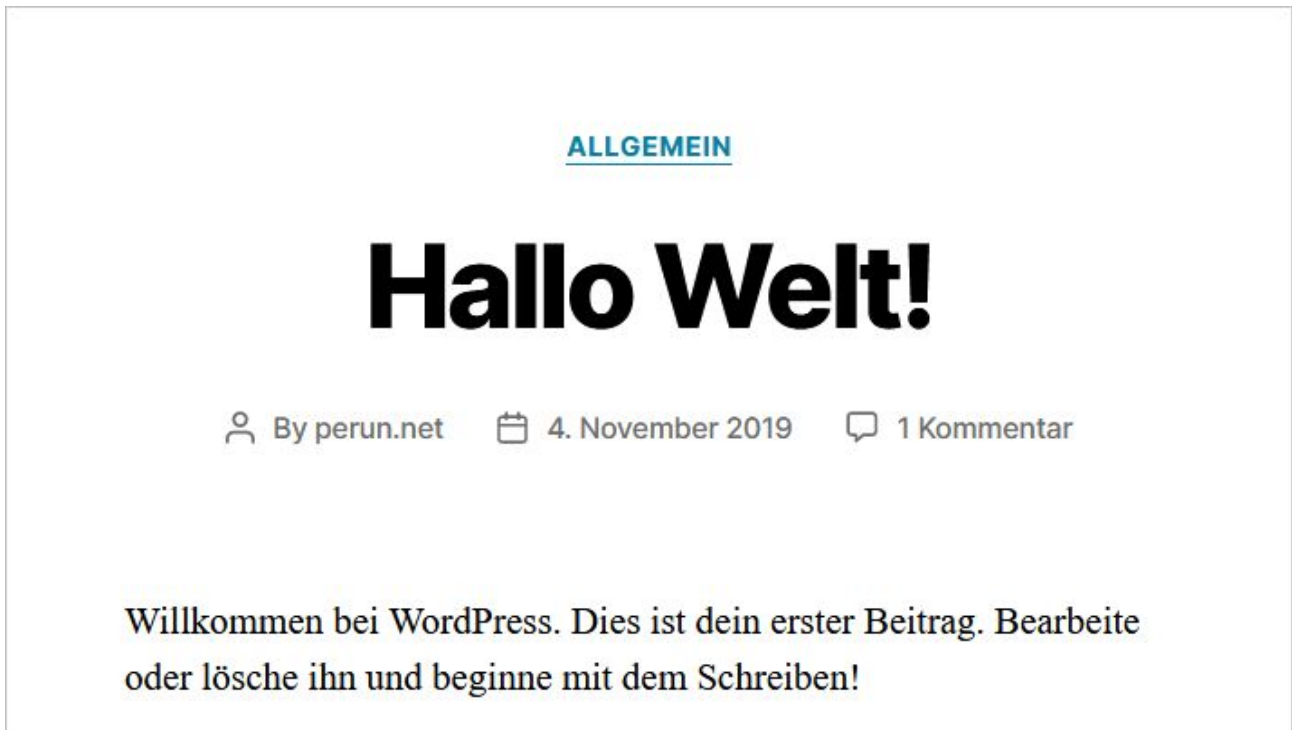 ALLGEMEIN
Hallo Welt!
By perun.net 4. November 2019 1 Kommentar
Willkommen bei WordPress. Dies ist dein erster Beitrag. Bearbeite
oder lösche ihn und beginne mit dem Schreiben!